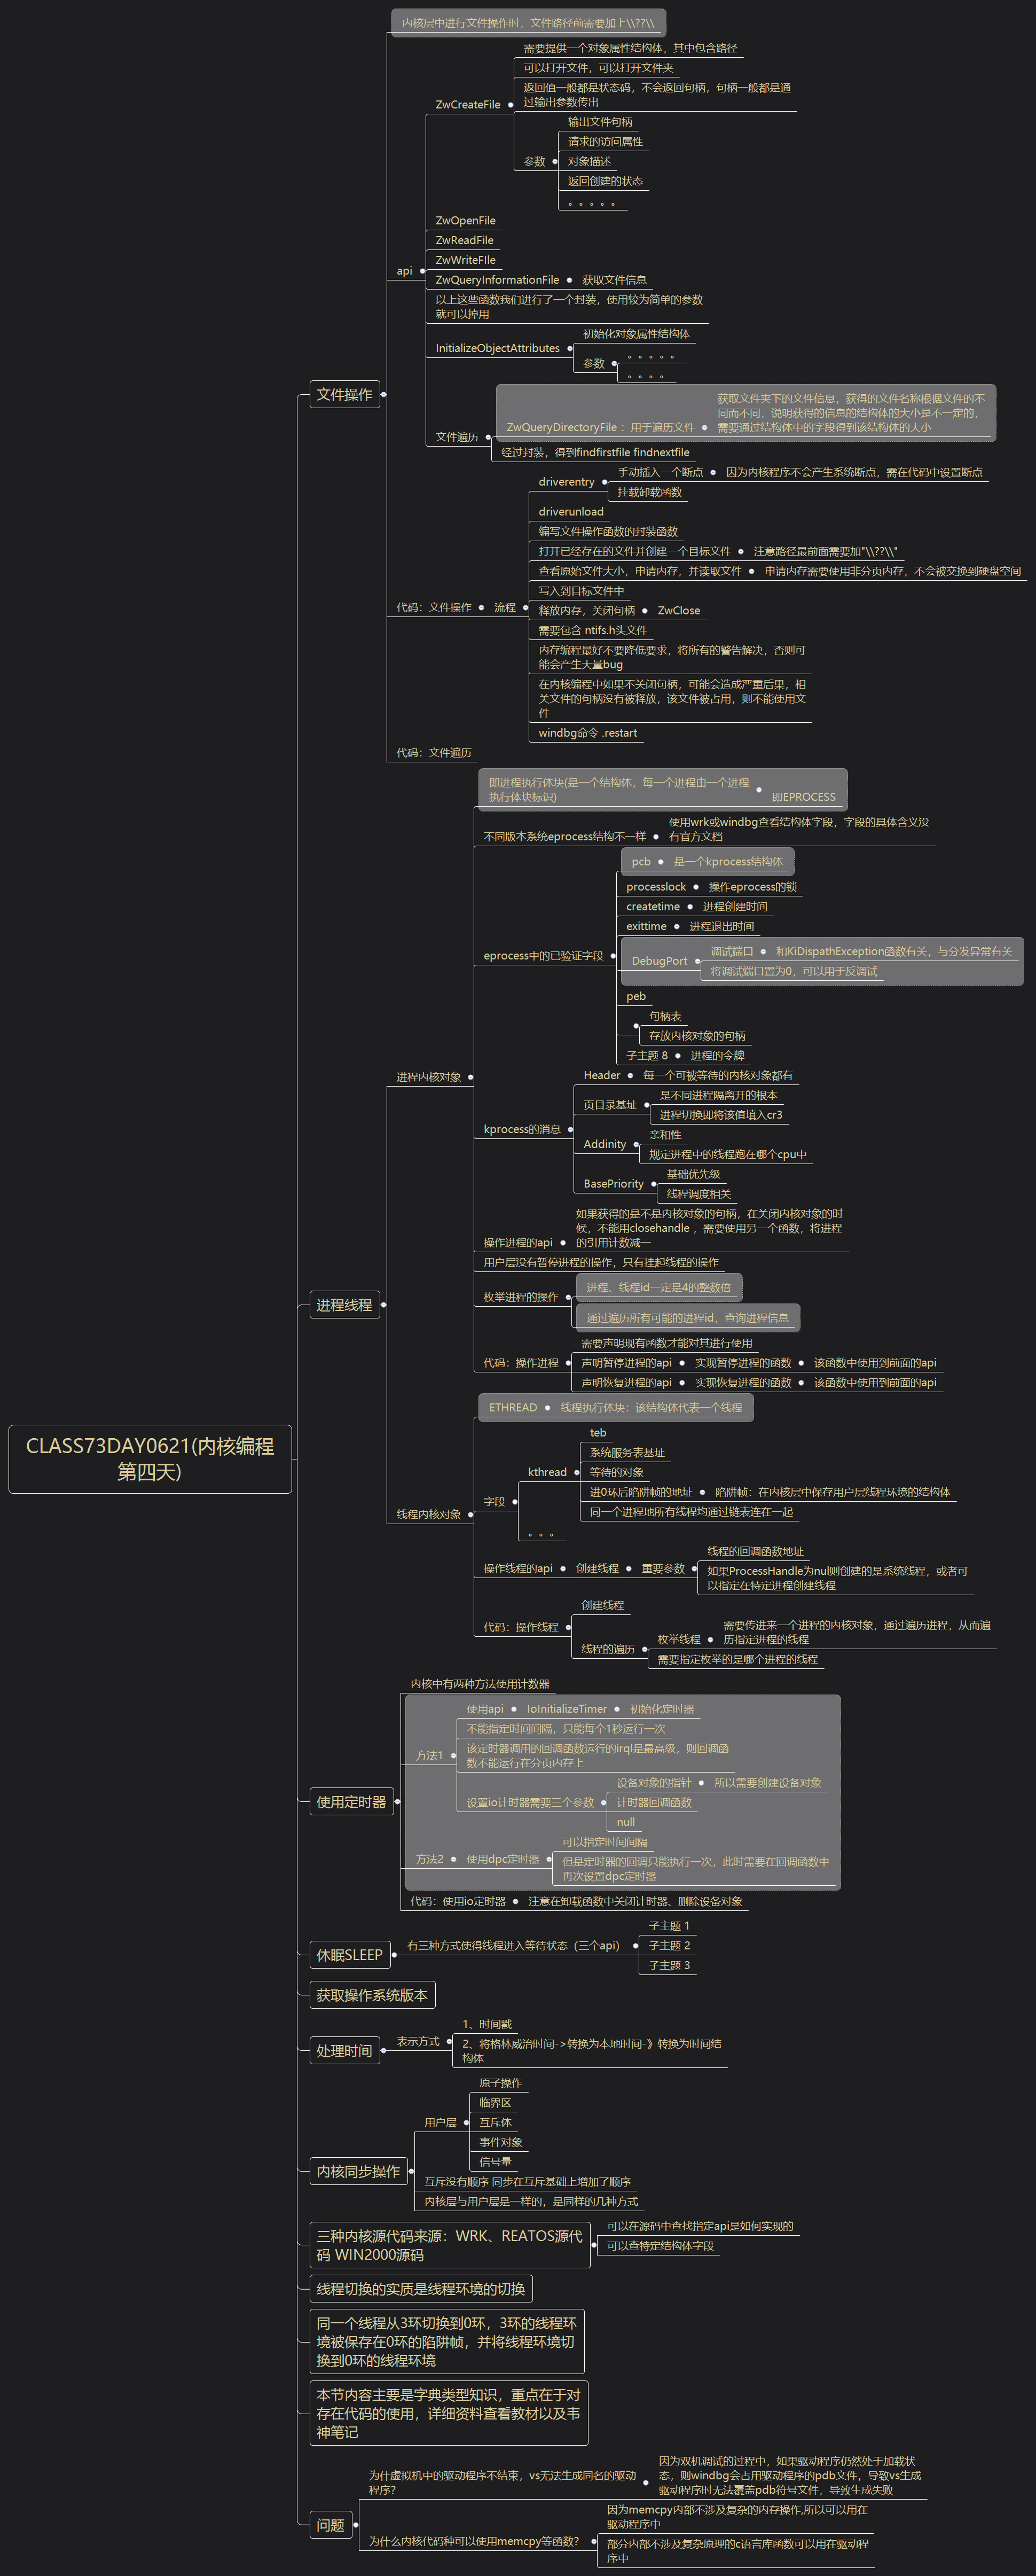 CLASS73DAY0621(内核编程
第四天)
文件操作
内核层中进行文件操作时，文件路径前需要加上\\??\\
api
ZwCreateFile
需要提供一个对象属性结构体，其中包含路径
可以打开文件，可以打开文件夹
返回值一般都是状态码，不会返回句柄，句柄一般都是通
过输出参数传出
参数
输出文件句柄
请求的访问属性
对象描述
返回创建的状态
。。。。。
ZwOpenFile
ZwReadFile
ZwWriteFIle
ZwQueryInformationFile
获取文件信息
以上这些函数我们进行了一个封装，使用较为简单的参数
就可以掉用
InitializeObjectAttributes
初始化对象属性结构体
参数
。。。。。
。。。。
文件遍历
ZwQueryDirectoryFile ：用于遍历文件
获取文件夹下的文件信息，获得的文件名称根据文件的不
同而不同，说明获得的信息的结构体的大小是不一定的，
需要通过结构体中的字段得到该结构体的大小
经过封装，得到findfirstfile findnextfile
代码：文件操作
流程
driverentry
手动插入一个断点
因为内核程序不会产生系统断点，需在代码中设置断点
挂载卸载函数
driverunload
编写文件操作函数的封装函数
打开已经存在的文件并创建一个目标文件
注意路径最前面需要加"\\??\\"
查看原始文件大小，申请内存，并读取文件
申请内存需要使用非分页内存，不会被交换到硬盘空间
写入到目标文件中
释放内存，关闭句柄
ZwClose
需要包含 ntifs.h头文件
内存编程最好不要降低要求，将所有的警告解决，否则可
能会产生大量bug
在内核编程中如果不关闭句柄，可能会造成严重后果，相
关文件的句柄没有被释放，该文件被占用，则不能使用文
件
windbg命令 .restart
代码：文件遍历
进程线程
进程内核对象
即进程执行体块(是一个结构体，每一个进程由一个进程
执行体块标识)
即EPROCESS
不同版本系统eprocess结构不一样
使用wrk或windbg查看结构体字段，字段的具体含义没
有官方文档
eprocess中的已验证字段
pcb
是一个kprocess结构体
processlock
操作eprocess的锁
createtime
进程创建时间
exittime
进程退出时间
DebugPort
调试端口
和KiDispathException函数有关，与分发异常有关
将调试端口置为0，可以用于反调试
peb
句柄表
存放内核对象的句柄
子主题 8
进程的令牌
kprocess的消息
Header
每一个可被等待的内核对象都有
页目录基址
是不同进程隔离开的根本
进程切换即将该值填入cr3
Addinity
亲和性
规定进程中的线程跑在哪个cpu中
BasePriority
基础优先级
线程调度相关
操作进程的api
如果获得的是不是内核对象的句柄，在关闭内核对象的时
候，不能用closehandle ，需要使用另一个函数，将进程
的引用计数减一
用户层没有暂停进程的操作，只有挂起线程的操作
枚举进程的操作
进程、线程id一定是4的整数倍
通过遍历所有可能的进程id，查询进程信息
代码：操作进程
需要声明现有函数才能对其进行使用
声明暂停进程的api
实现暂停进程的函数
该函数中使用到前面的api
声明恢复进程的api
实现恢复进程的函数
该函数中使用到前面的api
线程内核对象
ETHREAD
线程执行体块：该结构体代表一个线程
字段
kthread
teb
系统服务表基址
等待的对象
进0环后陷阱帧的地址
陷阱帧：在内核层中保存用户层线程环境的结构体
同一个进程地所有线程均通过链表连在一起
。。。
操作线程的api
创建线程
重要参数
线程的回调函数地址
如果ProcessHandle为nul则创建的是系统线程，或者可
以指定在特定进程创建线程
代码：操作线程
创建线程
线程的遍历
枚举线程
需要传进来一个进程的内核对象，通过遍历进程，从而遍
历指定进程的线程
需要指定枚举的是哪个进程的线程
使用定时器
内核中有两种方法使用计数器
方法1
使用api
IoInitializeTimer
初始化定时器
不能指定时间间隔，只能每个1秒运行一次
该定时器调用的回调函数运行的irql是最高级，则回调函
数不能运行在分页内存上
设置io计时器需要三个参数
设备对象的指针
所以需要创建设备对象
计时器回调函数
null
方法2
使用dpc定时器
可以指定时间间隔
但是定时器的回调只能执行一次，此时需要在回调函数中
再次设置dpc定时器
代码：使用io定时器
注意在卸载函数中关闭计时器、删除设备对象
休眠SLEEP
有三种方式使得线程进入等待状态（三个api）
子主题 1
子主题 2
子主题 3
获取操作系统版本
处理时间
表示方式
1、时间戳
2、将格林威治时间->转换为本地时间-》转换为时间结
构体
内核同步操作
用户层
原子操作
临界区
互斥体
事件对象
信号量
互斥没有顺序 同步在互斥基础上增加了顺序
内核层与用户层是一样的，是同样的几种方式
三种内核源代码来源：WRK、REATOS源代
码 WIN2000源码
可以在源码中查找指定api是如何实现的
可以查特定结构体字段
线程切换的实质是线程环境的切换
同一个线程从3环切换到0环，3环的线程环
境被保存在0环的陷阱帧，并将线程环境切
换到0环的线程环境
本节内容主要是字典类型知识，重点在于对
存在代码的使用，详细资料查看教材以及韦
神笔记
问题
为什虚拟机中的驱动程序不结束，vs无法生成同名的驱动
程序？
因为双机调试的过程中，如果驱动程序仍然处于加载状
态，则windbg会占用驱动程序的pdb文件，导致vs生成
驱动程序时无法覆盖pdb符号文件，导致生成失败
为什么内核代码种可以使用memcpy等函数？
因为memcpy内部不涉及复杂的内存操作,所以可以用在
驱动程序中
部分内部不涉及复杂原理的c语言库函数可以用在驱动程
序中